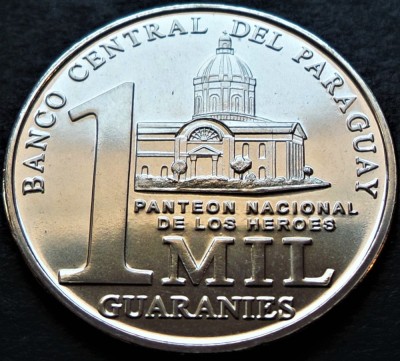 BANCO CENTRAL DEL PARAGUAY
1
PANTEON NACIONAL
DE LOS HEROES
MIL
GUARANIES